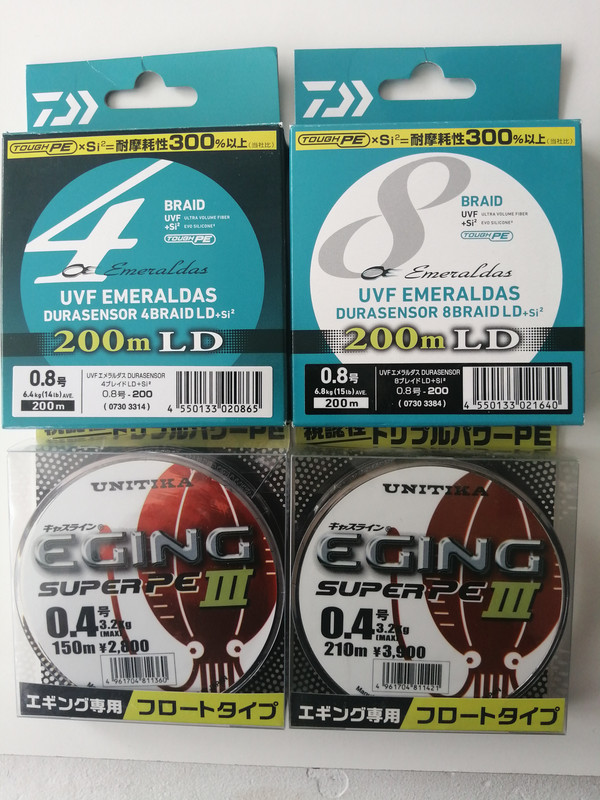 TOUGH PE ×Si²=耐摩耗性300%以上(当社比)
4
BRAID
UVF ULTRA VOLUME FIBER
+Si² EVO SILICONE²
TOUGH PE
Emeraldas
UVF EMERALDAS
DURASENSOR 4BRAID LD+Si²
200m LD
0.8号
6.4kg(14lb)AVE.
200m
UVFエメラルダス DURASENSOR
4ブレイドLD+Si²
0.8号-200
( 0730 3314 )
4 550133 020865
TOUGH PE ×Si²=耐摩耗性300%以上(当社比)
8
BRAID
UVF ULTRA VOLUME FIBER
+Si² EVO SILICONE²
TOUGH PE
Emeraldas
UVF EMERALDAS
DURASENSOR 8BRAID LD+Si²
200m LD
0.8号
6.8kg(15lb)AVE.
200m
UVFエメラルダス DURASENSOR
8ブレイドLD+Si²
0.8号-200
( 0730 3384 )
4 550133 021640
トリプルパワーPE
UNITIKA
キャスライン
EGING
SUPER PE III
0.4号
3.2kg
(MAX)
150m ¥2,800
4 961704 811360
エギング専用 フロートタイプ
視認性 トリプルパワーPE
UNITIKA
キャスライン
EGING
SUPER PE III
0.4号
3.2kg
(MAX)
210m ¥3,900
4 961704 811421
エギング専用 フロートタイプ